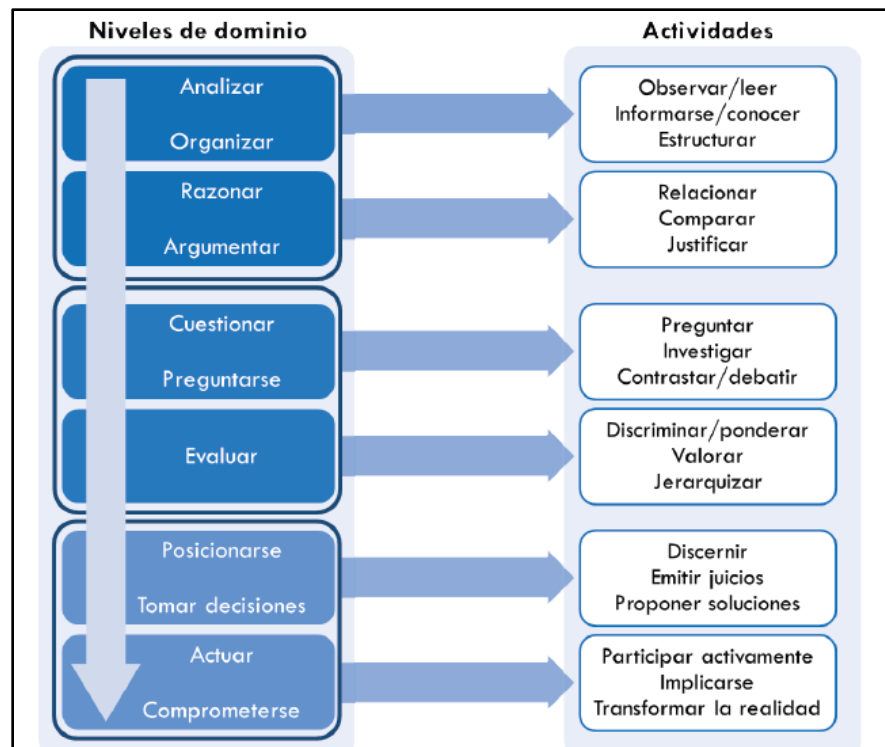 Niveles de dominio
Actividades
Analizar
Organizar
Observar/leer
Informarse/conocer
Estructurar
Razonar
Argumentar
Relacionar
Comparar
Justificar
Cuestionar
Preguntarse
Preguntar
Investigar
Contrastar/debatir
Evaluar
Discriminar/ponderar
Valorar
Jerarquizar
Posicionarse
Tomar decisiones
Discernir
Emitir juicios
Proponer soluciones
Actuar
Comprometerse
Participar activamente
Implicarse
Transformar la realidad